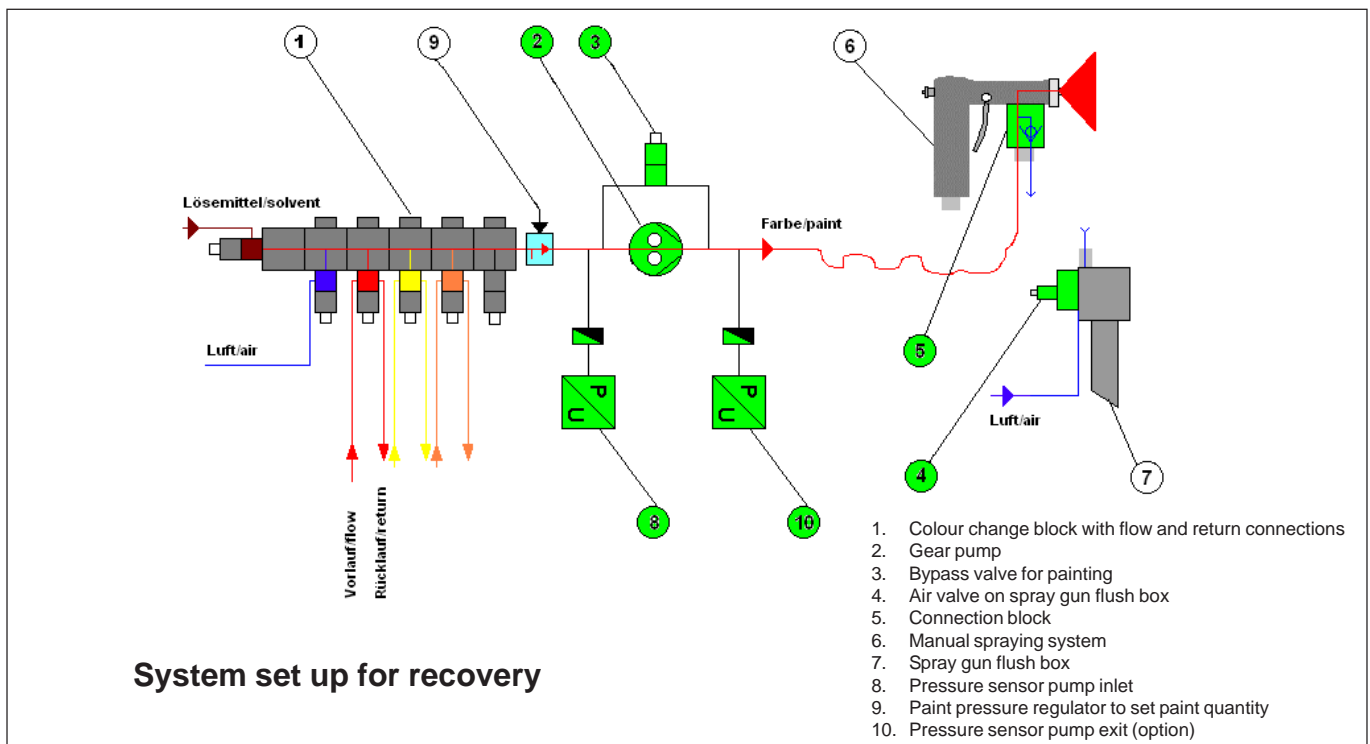 1
9
2
3
6
Lösemittel/solvent
Farbe/paint
Luft/air
5
P
U
P
U
Luft/air
4
7
8
10
Vorlauf/flow
Rücklauf/return
1. Colour change block with flow and return connections
2. Gear pump
3. Bypass valve for painting
4. Air valve on spray gun flush box
5. Connection block
6. Manual spraying system
7. Spray gun flush box
8. Pressure sensor pump inlet
9. Paint pressure regulator to set paint quantity
10. Pressure sensor pump exit (option)
System set up for recovery